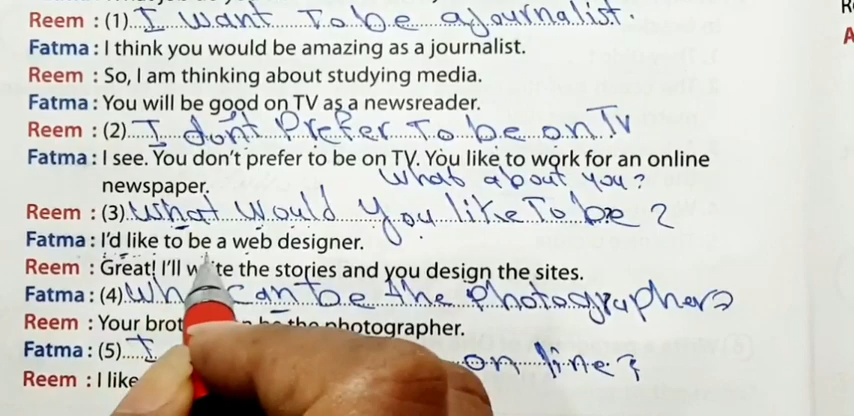 Reem : (1) I want To be a journalist.
Fatma : I think you would be amazing as a journalist.
Reem : So, I am thinking about studying media.
Fatma : You will be good on TV as a newsreader.
Reem : (2) I don't Prefer To be on Tv
Fatma : I see. You don't prefer to be on TV. You like to work for an online
newspaper.
what about you?
Reem : (3) What would you like To be?
Fatma : I'd like to be a web designer.
Reem : Great! I'll write the stories and you design the sites.
Fatma : (4) Who can be the photographer?
Reem : Your the photographer.
Fatma : (5) I on line?
Reem : I like
R
A